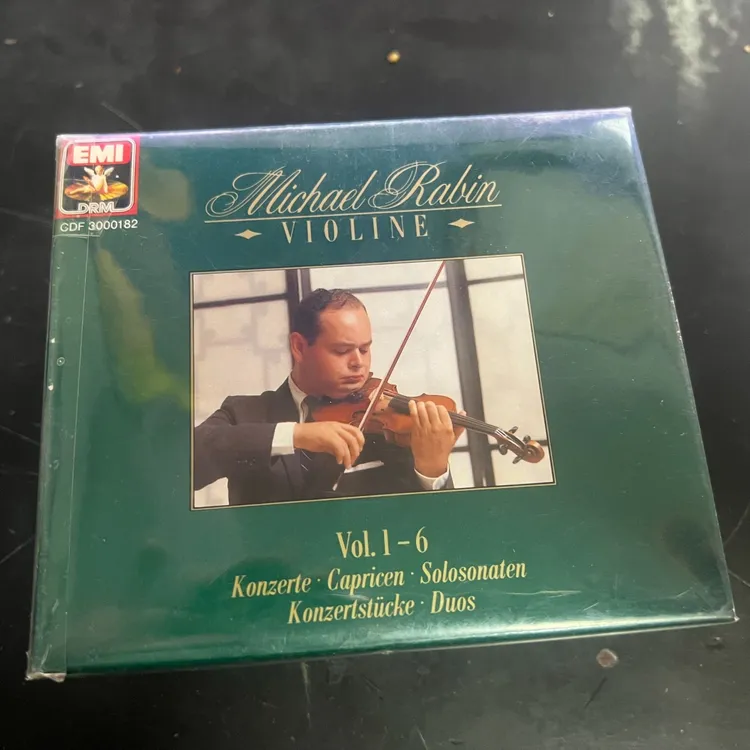 EMI
DRM
CDF 3000182
Michael Rabin
VIOLINE
Vol. 1 – 6
Konzerte · Capricen · Solosonaten
Konzertstücke · Duos